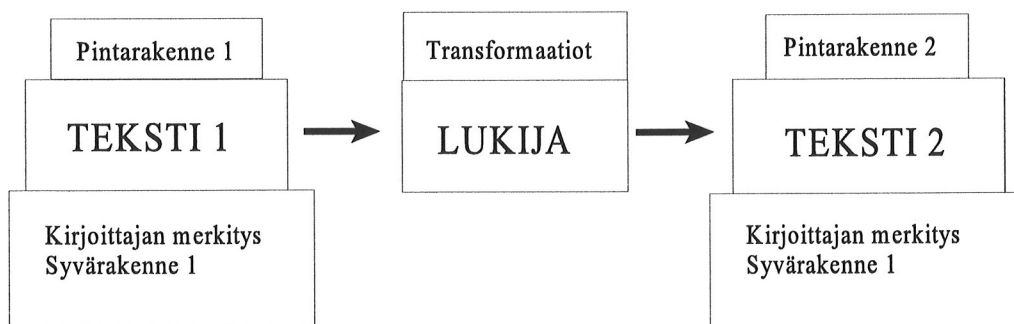 Pintarakenne 1
TEKSTI 1
Kirjoittajan merkitys
Syvärakenne 1
Transformaatiot
LUKIJA
Pintarakenne 2
TEKSTI 2
Kirjoittajan merkitys
Syvärakenne 1